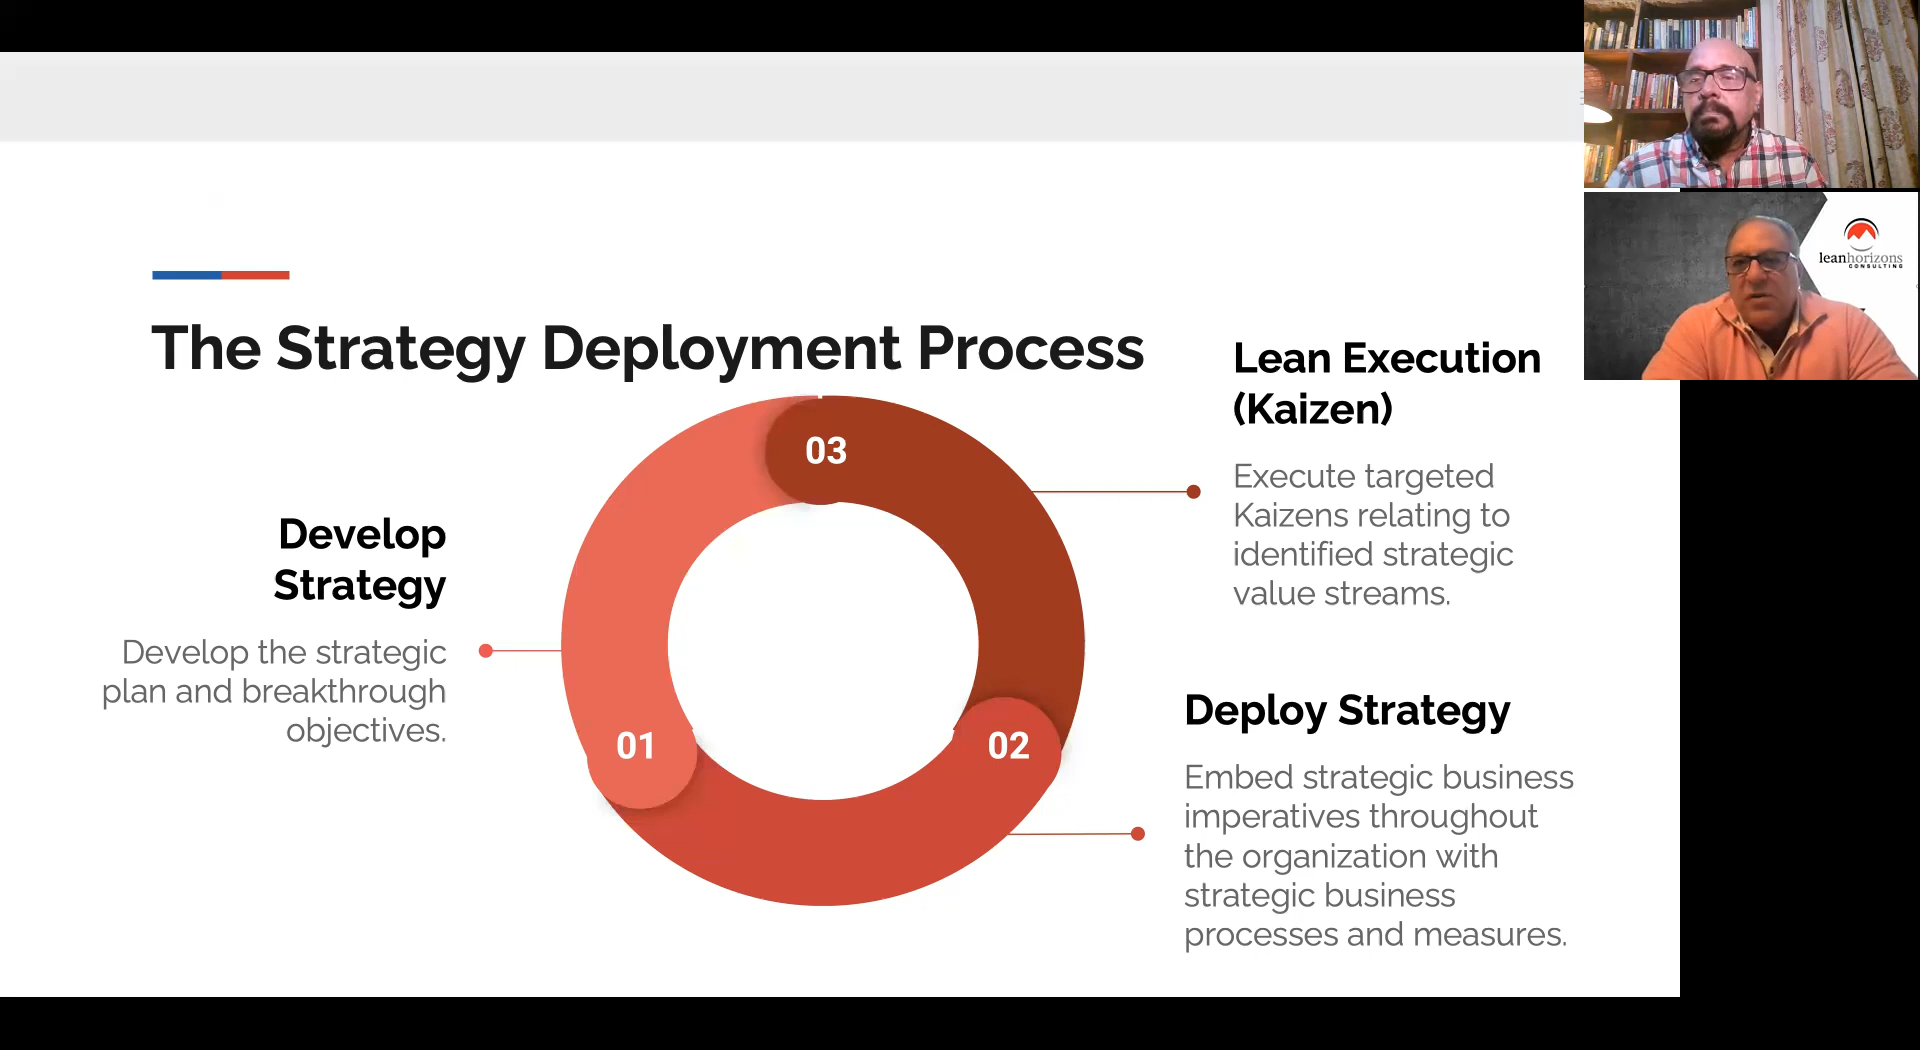 The Strategy Deployment Process
Develop
Strategy
Develop the strategic
plan and breakthrough
objectives.
01
02
03
Lean Execution
(Kaizen)
Execute targeted
Kaizens relating to
identified strategic
value streams.
Deploy Strategy
Embed strategic business
imperatives throughout
the organization with
strategic business
processes and measures.
leanhorizons
CONSULTING